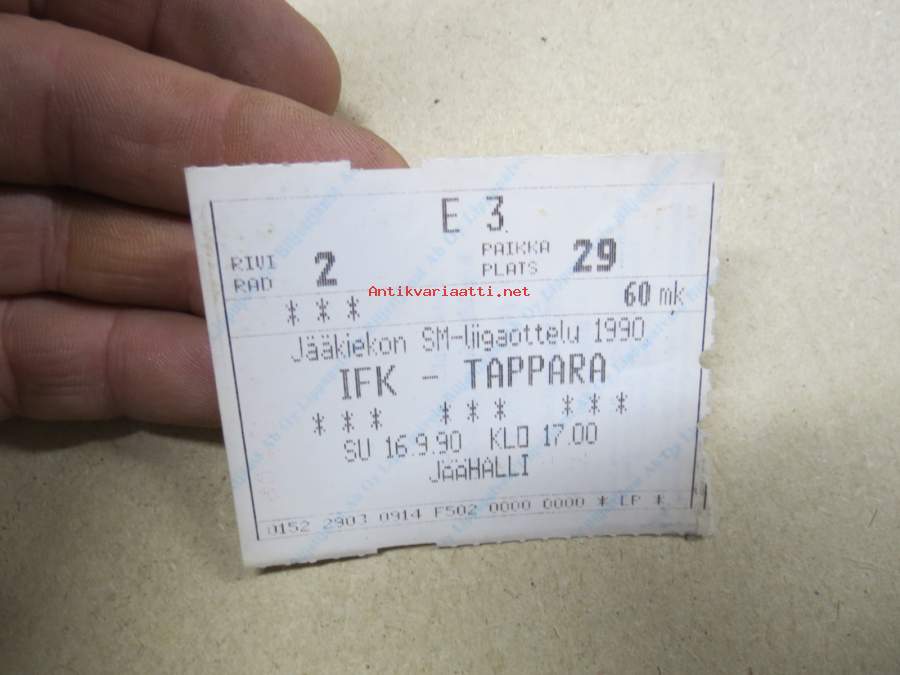 E 3
RIVI 2 PAIKKA 29
RAD PLATS
Antikvariaatti.net
* * * 60 mk
Jääkiekon SM-liigaottelu 1990
IFK - TAPPARA
* * * * * * * * *
SU 16.9.90 KLO 17.00
JääHALLI
0152 2903 0914 F502 0000 0000 * LP *